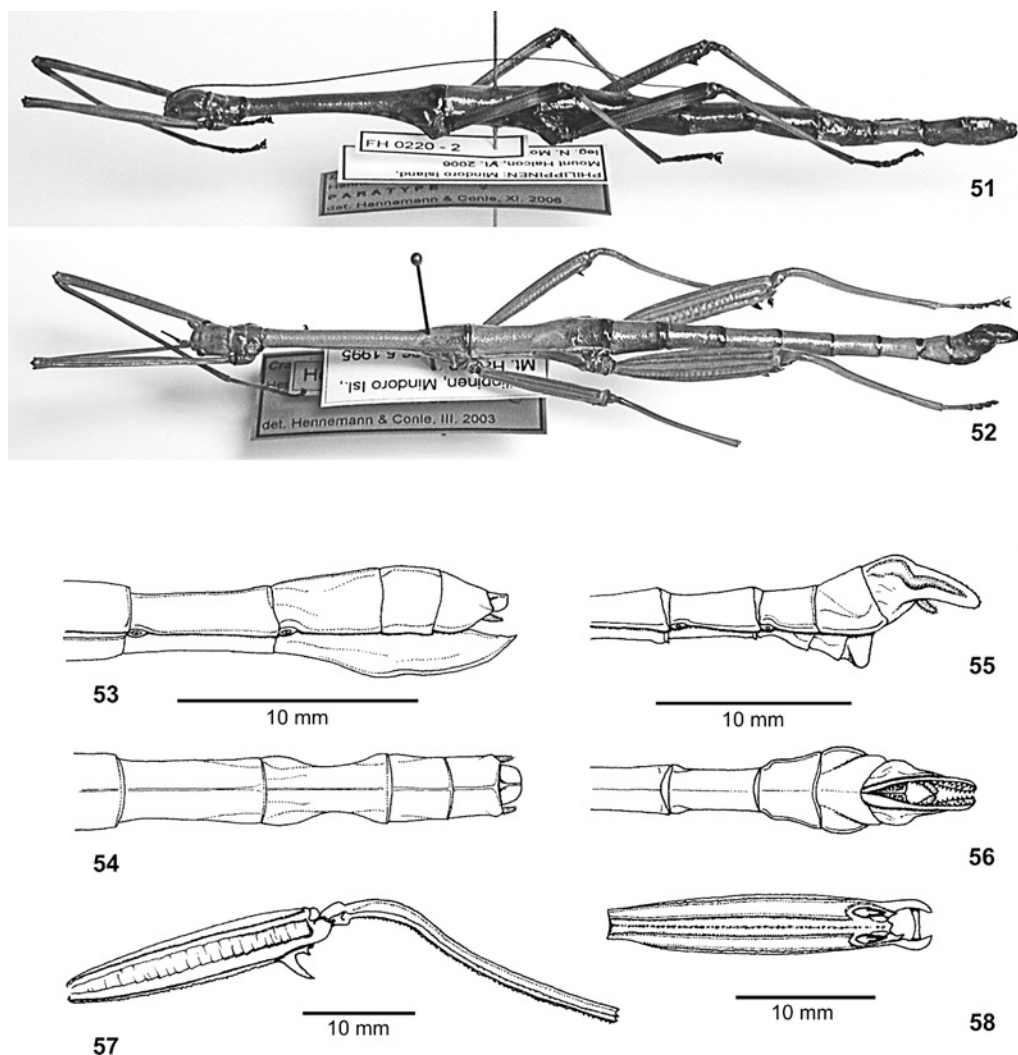 FH 0220 - 2
PHILIPPINEN: Mindoro Island,
Mount Halcon, VI. 2006
leg. N. Mo
PARATYPE
det. Hennemann & Conle, XI. 2006
51
ilippinen, Mindoro Isl.,
5.1995
det. Hennemann & Conle, III. 2003
52
53
10 mm
55
10 mm
54
56
57
10 mm
58
10 mm